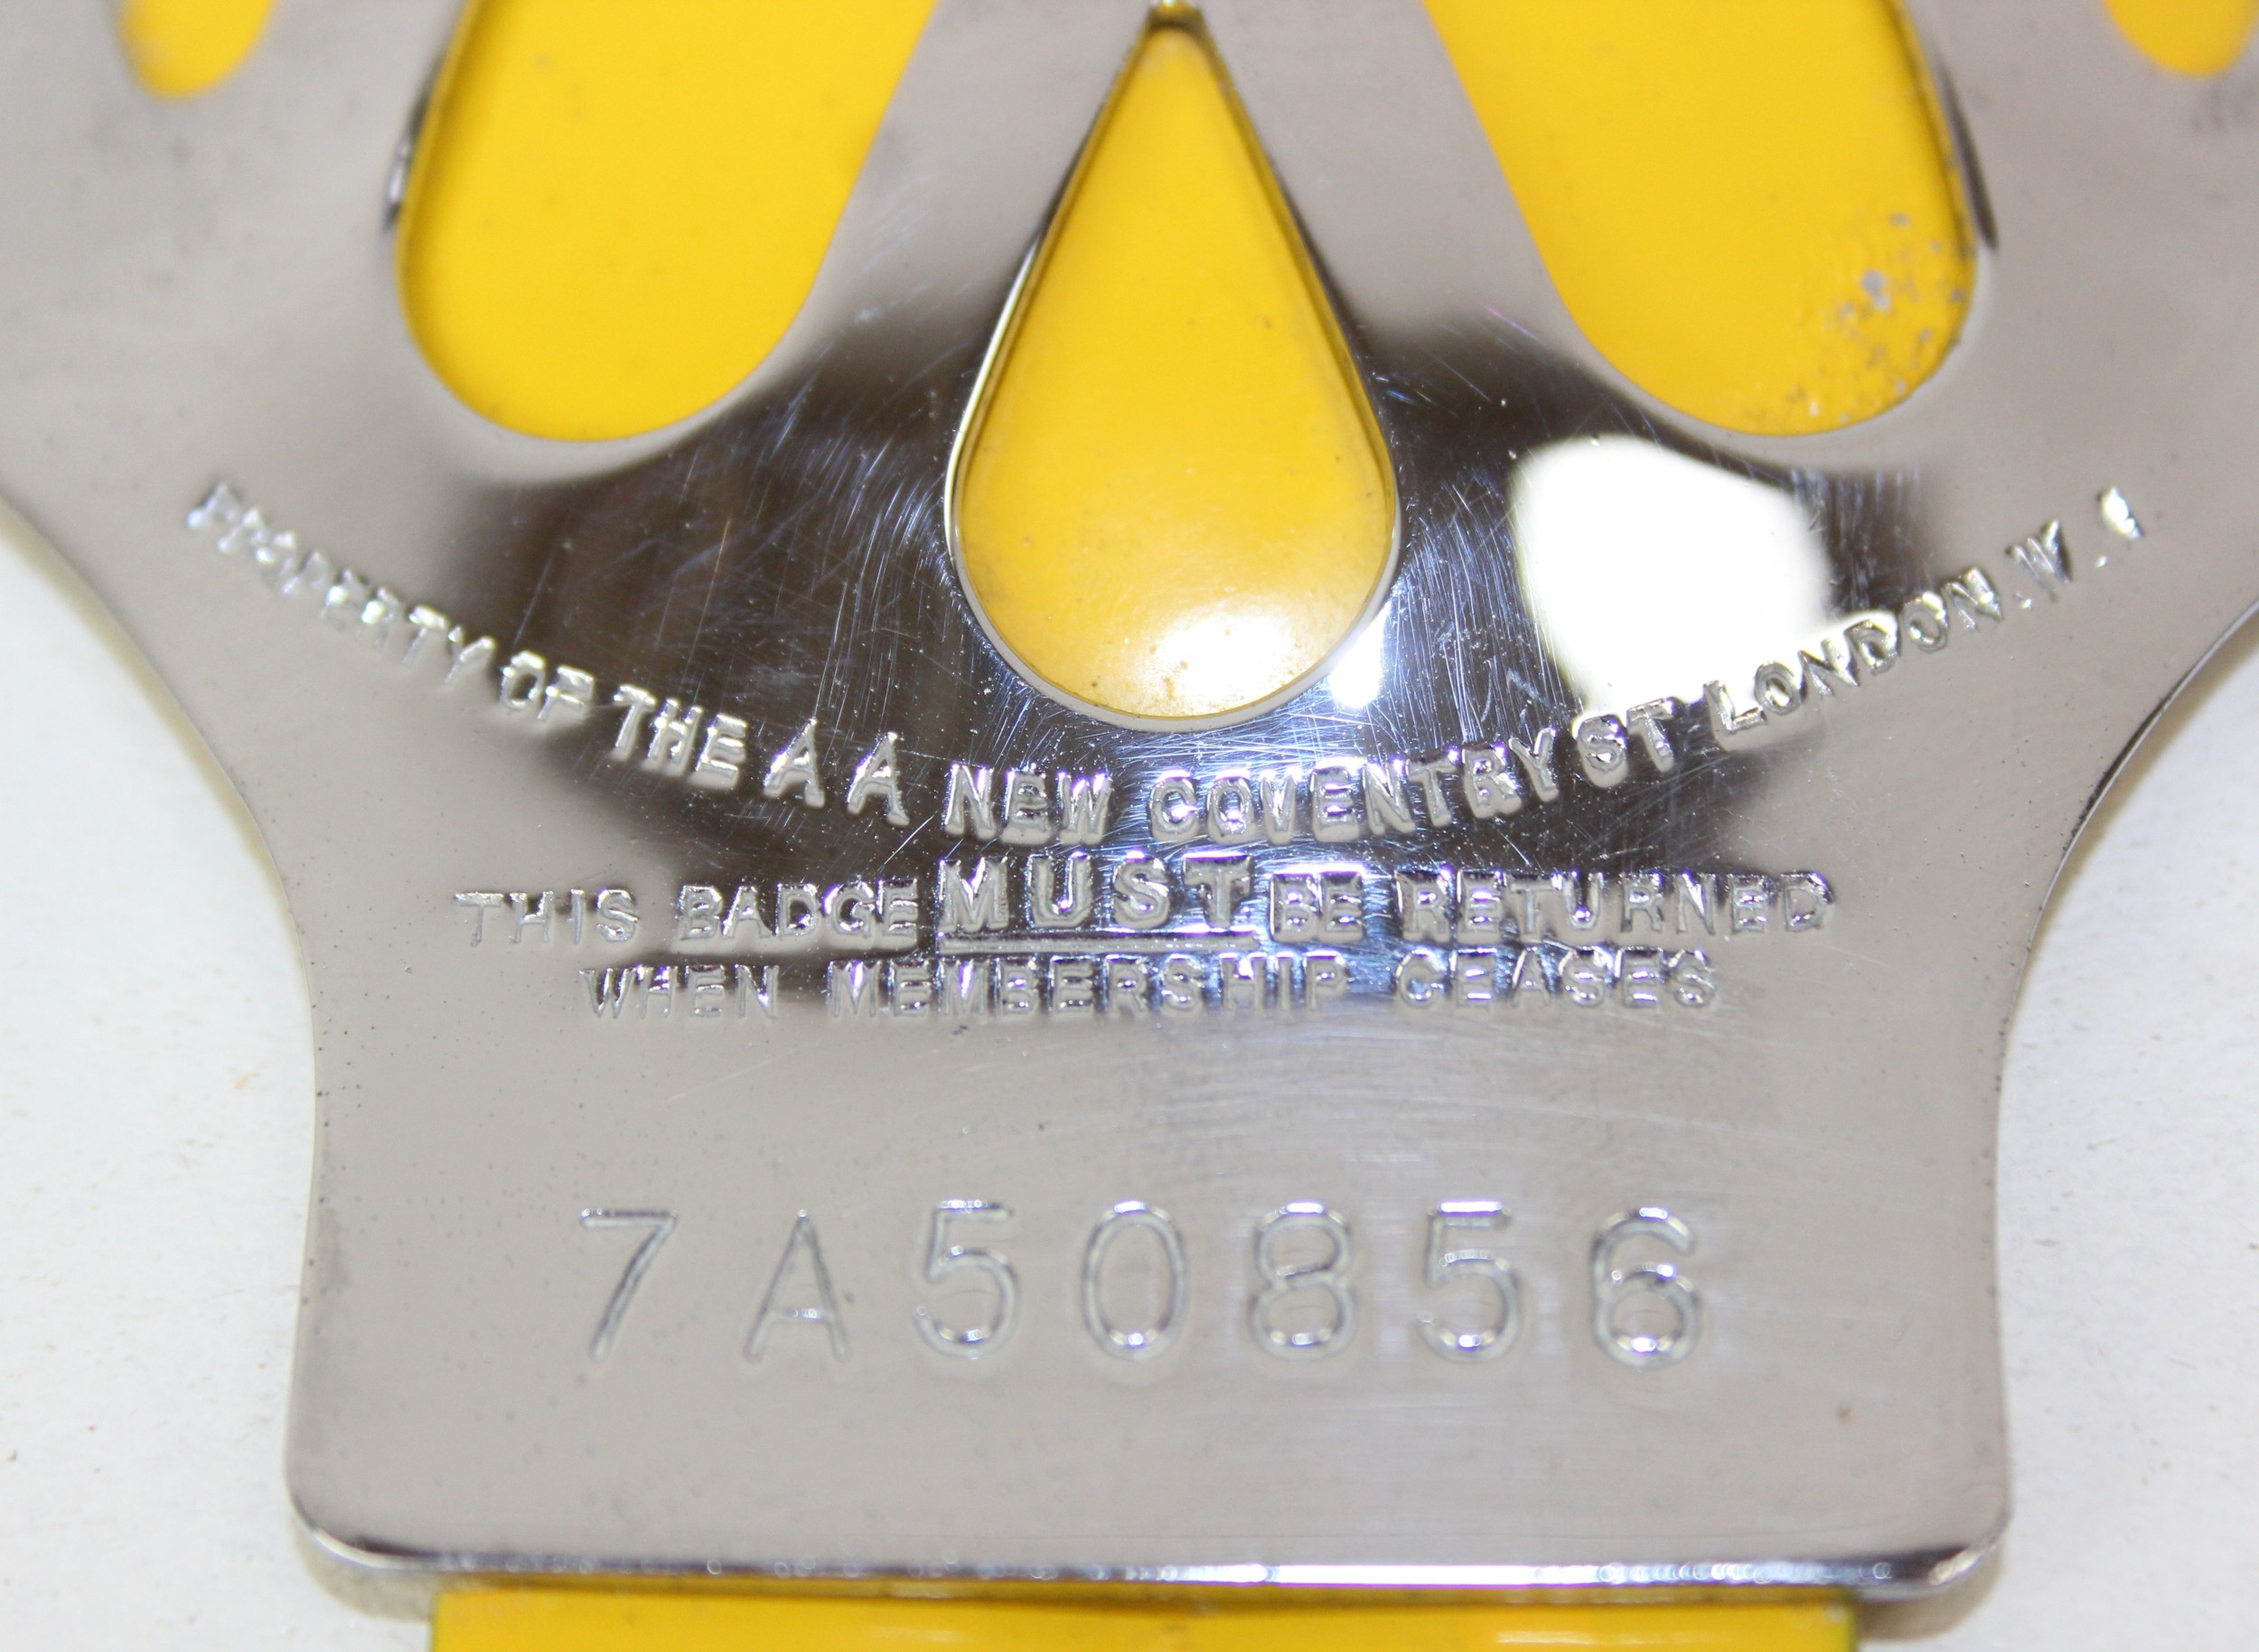 PROPERTY OF THE A A NEW COVENTRY ST LONDON.W.1
THIS BADGE MUST BE RETURNED
WHEN MEMBERSHIP CEASES
7A50856